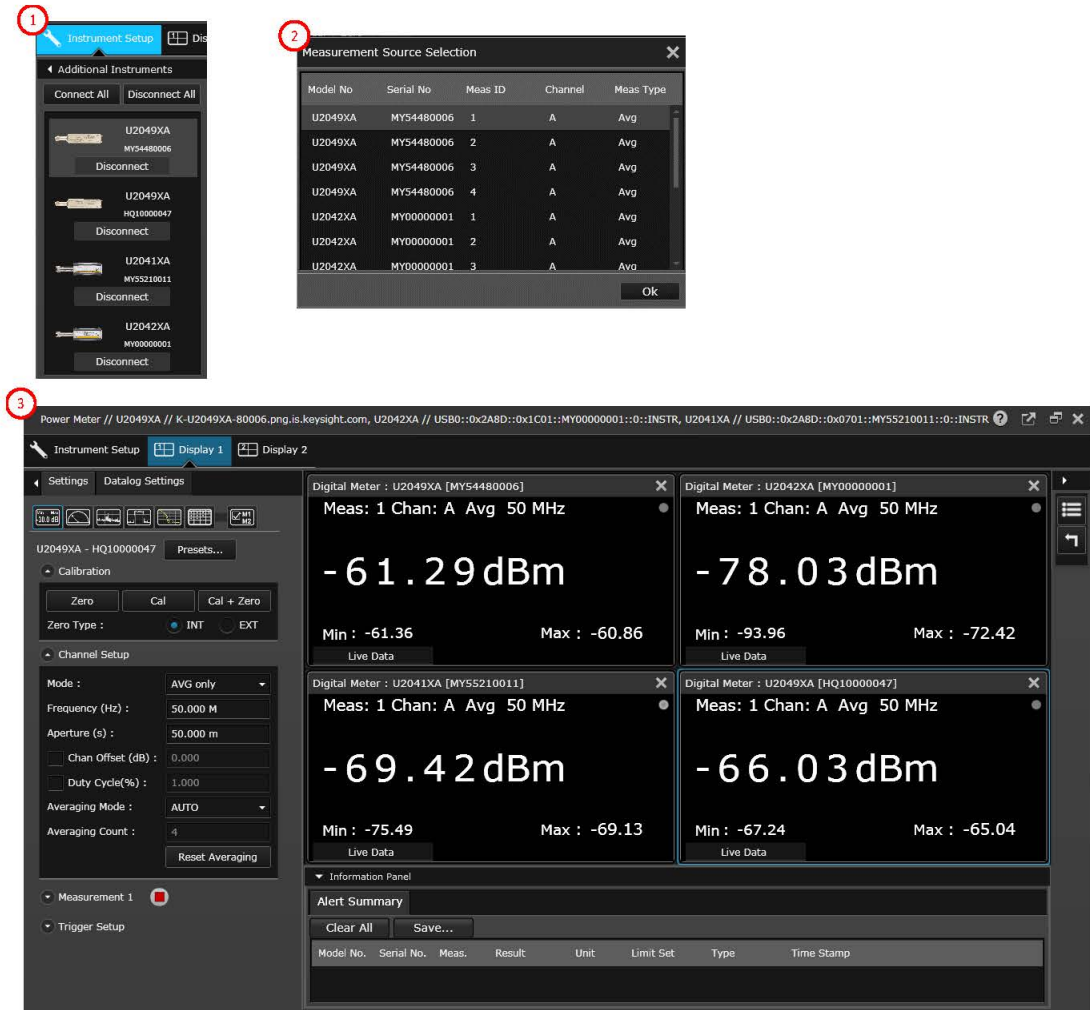 1
Instrument Setup Dis
Additional Instruments
Connect All Disconnect All
U2049XA
MY54480006
Disconnect
U2049XA
HQ10000047
Disconnect
U2041XA
MY55210011
Disconnect
U2042XA
MY00000001
Disconnect
2
Measurement Source Selection
Model No Serial No Meas ID Channel Meas Type
U2049XA MY54480006 1 A Avg
U2049XA MY54480006 2 A Avg
U2049XA MY54480006 3 A Avg
U2049XA MY54480006 4 A Avg
U2042XA MY00000001 1 A Avg
U2042XA MY00000001 2 A Avg
U2042XA MY00000001 3 A Avg
Ok
3
Power Meter // U2049XA // K-U2049XA-80006.png.is.keysight.com, U2042XA // USB0::0x2A8D::0x1C01::MY00000001::0::INSTR, U2041XA // USB0::0x2A8D::0x0701::MY55210011::0::INSTR
Instrument Setup Display 1 Display 2
Settings Datalog Settings
U2049XA - HQ10000047 Presets...
Calibration
Zero Cal Cal + Zero
Zero Type : INT EXT
Channel Setup
Mode : AVG only
Frequency (Hz) : 50.000 M
Aperture (s) : 50.000 m
Chan Offset (dB) : 0.000
Duty Cycle(%) : 1.000
Averaging Mode : AUTO
Averaging Count : 4
Reset Averaging
Measurement 1
Trigger Setup
Digital Meter : U2049XA [MY54480006]
Meas: 1 Chan: A Avg 50 MHz
-61.29dBm
Min : -61.36 Max : -60.86
Live Data
Digital Meter : U2042XA [MY00000001]
Meas: 1 Chan: A Avg 50 MHz
-78.03dBm
Min : -93.96 Max : -72.42
Live Data
Digital Meter : U2041XA [MY55210011]
Meas: 1 Chan: A Avg 50 MHz
-69.42dBm
Min : -75.49 Max : -69.13
Live Data
Digital Meter : U2049XA [HQ10000047]
Meas: 1 Chan: A Avg 50 MHz
-66.03dBm
Min : -67.24 Max : -65.04
Live Data
Information Panel
Alert Summary
Clear All Save...
Model No. Serial No. Meas. Result Unit Limit Set Type Time Stamp